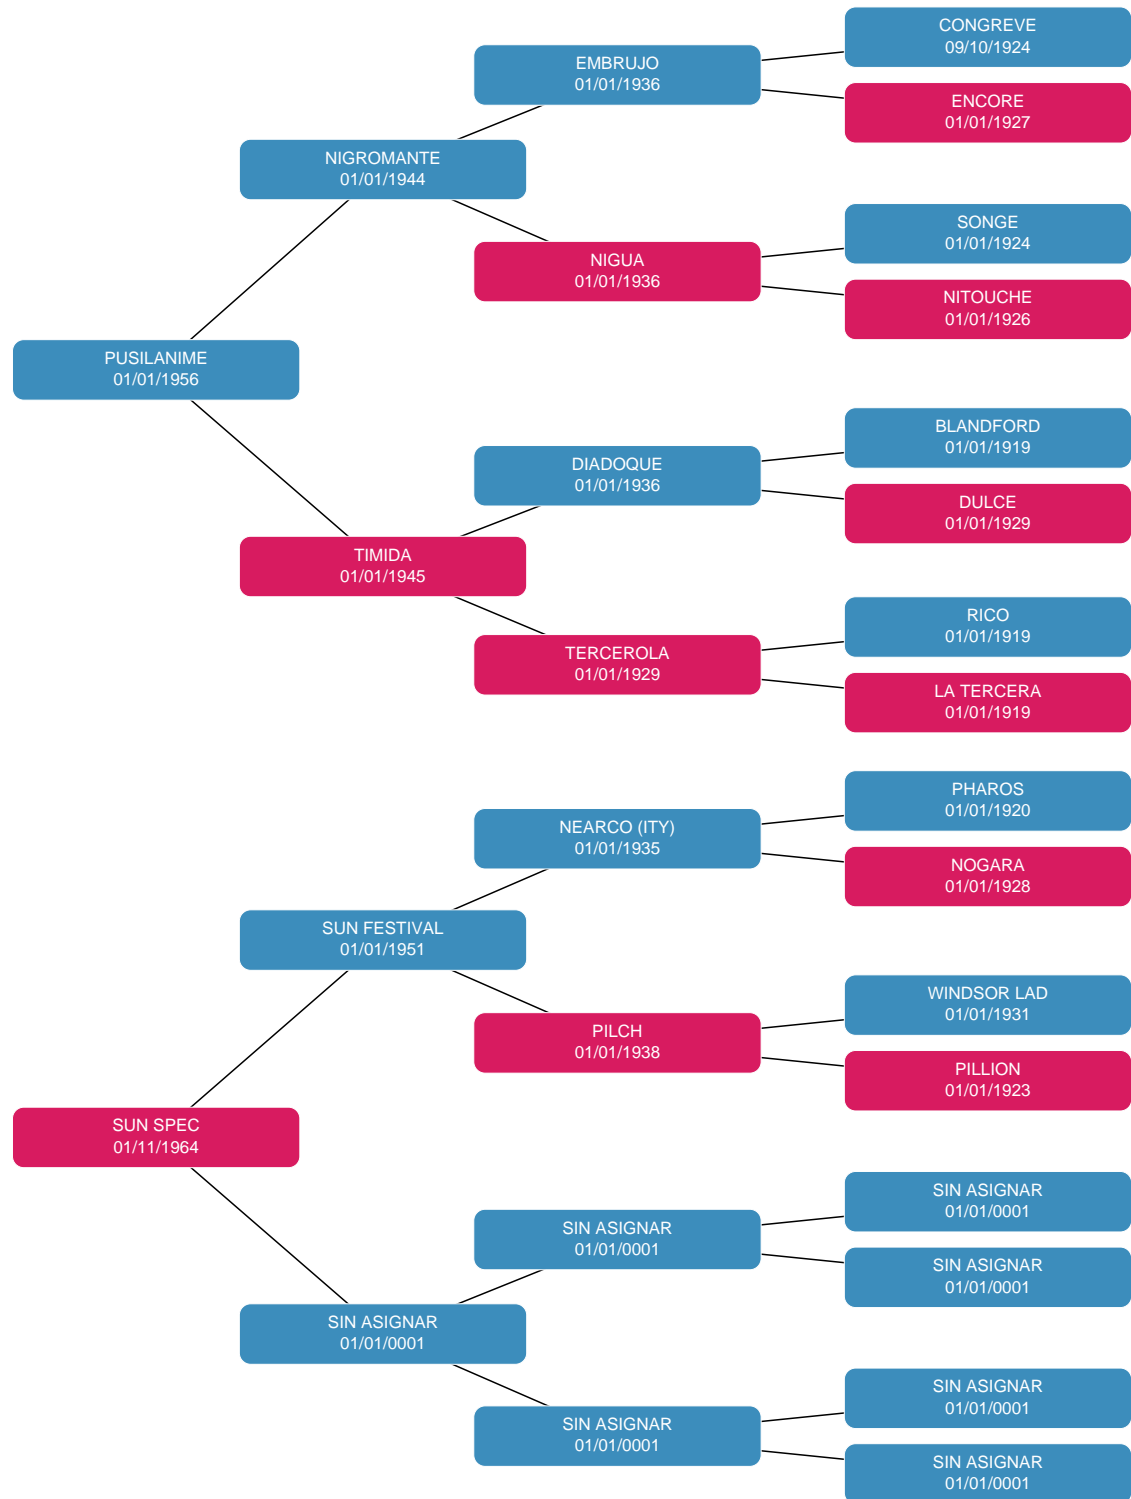 CONGREVE
09/10/1924
EMBRUJO
01/01/1936
ENCORE
01/01/1927
NIGROMANTE
01/01/1944
SONGE
01/01/1924
NIGUA
01/01/1936
NITOUCHE
01/01/1926
PUSILANIME
01/01/1956
BLANDFORD
01/01/1919
DIADOQUE
01/01/1936
DULCE
01/01/1929
TIMIDA
01/01/1945
RICO
01/01/1919
TERCEROLA
01/01/1929
LA TERCERA
01/01/1919
PHAROS
01/01/1920
NEARCO (ITY)
01/01/1935
NOGARA
01/01/1928
SUN FESTIVAL
01/01/1951
WINDSOR LAD
01/01/1931
PILCH
01/01/1938
PILLION
01/01/1923
SUN SPEC
01/11/1964
SIN ASIGNAR
01/01/0001
SIN ASIGNAR
01/01/0001
SIN ASIGNAR
01/01/0001
SIN ASIGNAR
01/01/0001
SIN ASIGNAR
01/01/0001
SIN ASIGNAR
01/01/0001
SIN ASIGNAR
01/01/0001